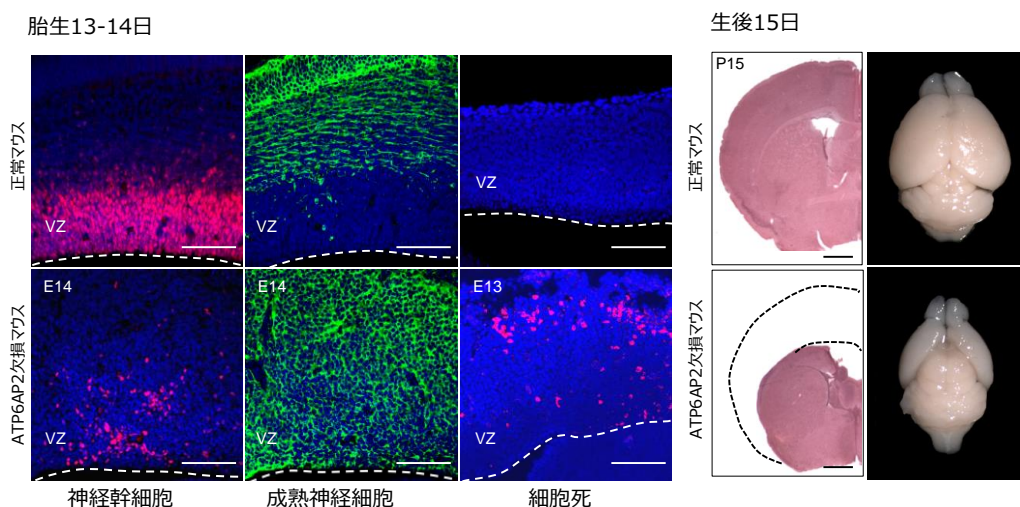 胎生13-14日
生後15日
正常マウス
VZ
VZ
VZ
正常マウス
P15
ATP6AP2欠損マウス
E14
VZ
E14
VZ
E13
VZ
ATP6AP2欠損マウス
神経幹細胞
成熟神経細胞
細胞死